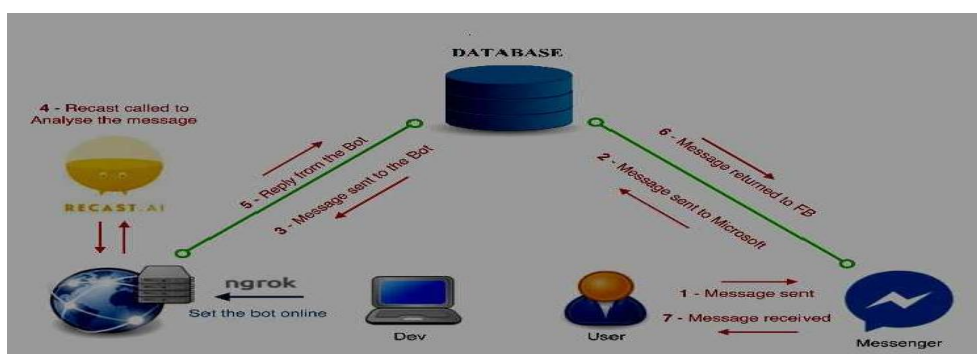 DATABASE
4 - Recast called to
Analyse the message
RECAST.AI
5 - Reply from the Bot
3 - Message sent to the Bot
6 - Message returned to FB
2 - Message sent to Microsoft
ngrok
Set the bot online
Dev
User
1 - Message sent
7 - Message received
Messenger